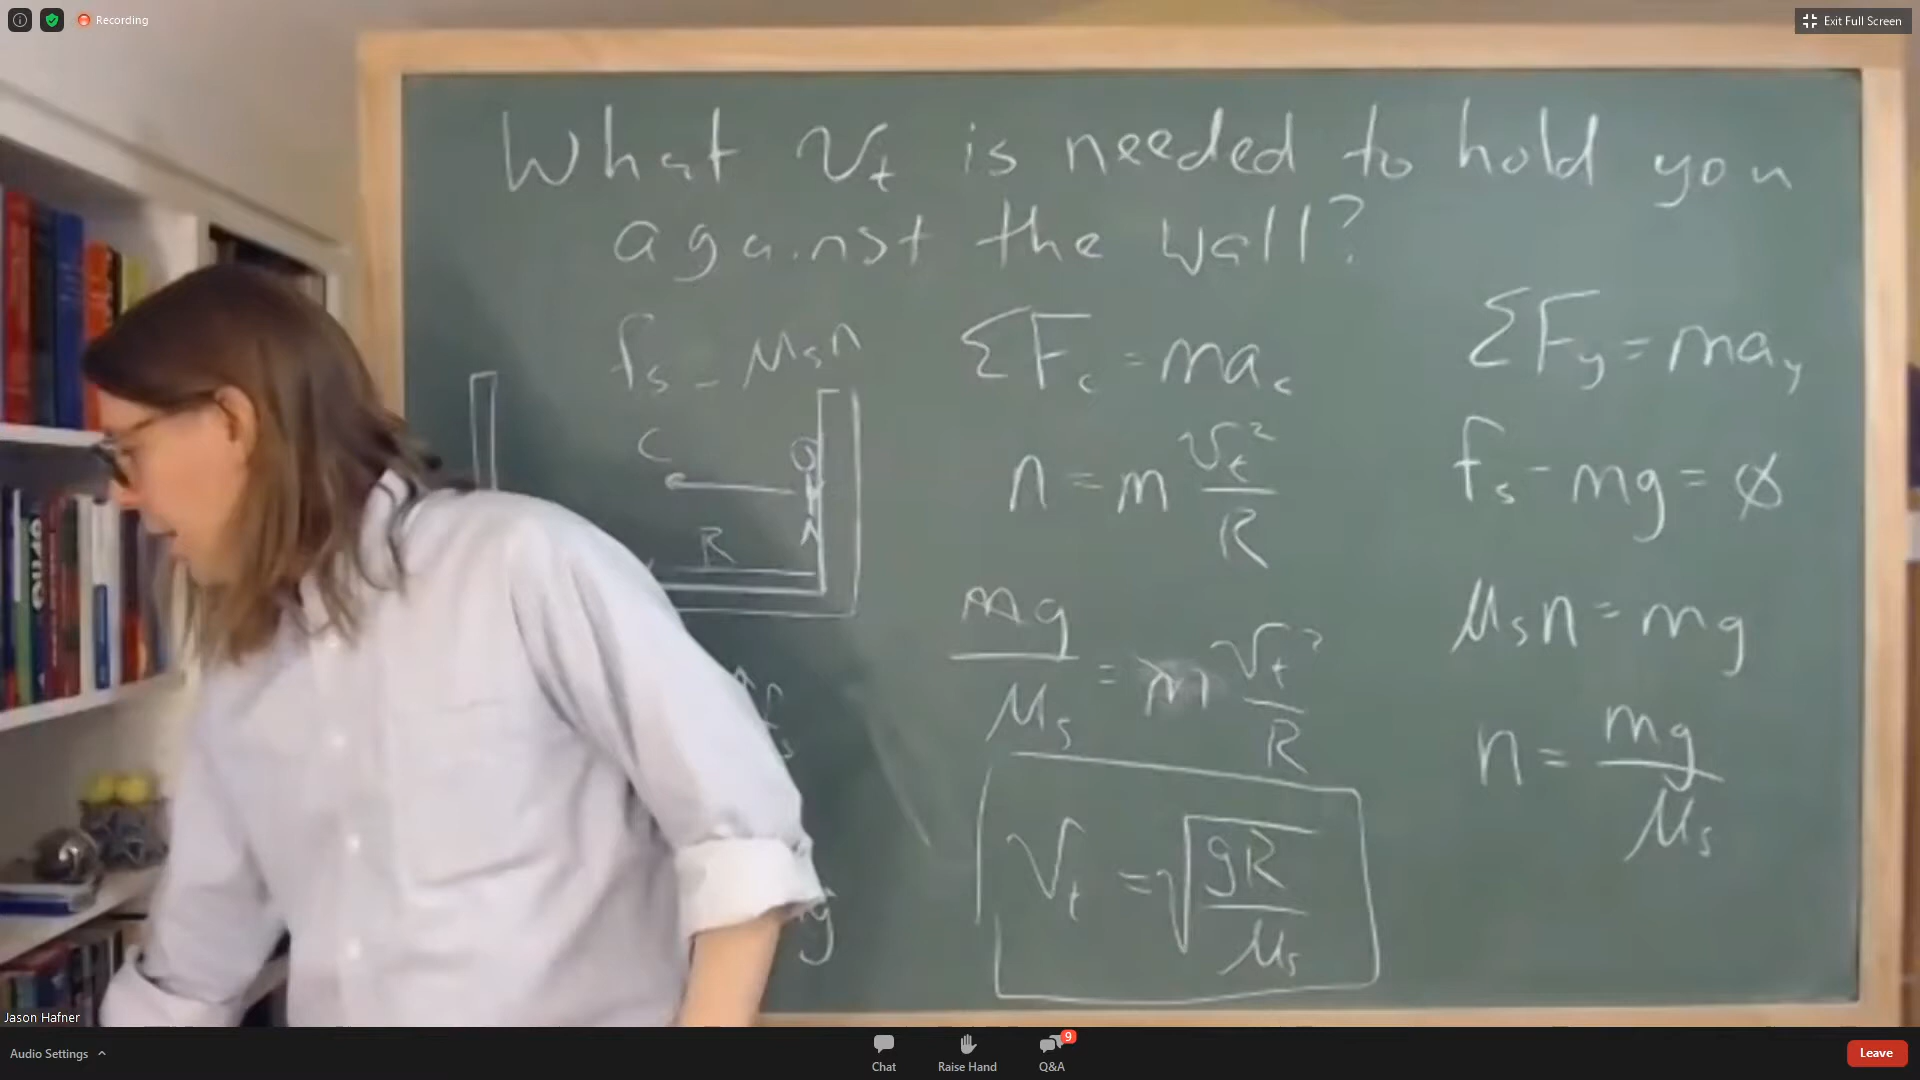 Recording
Exit Full Screen
What v_t is needed to hold you
against the wall?
f_s = μ_s n
C
R
ΣF_c = ma_c
n = m v_t² / R
mg / μ_s = m v_t² / R
V_t = √(gR / μ_s)
ΣF_y = ma_y
f_s - mg = ∅
μ_s n = mg
n = mg / μ_s
Jason Hafner
Audio Settings
Chat
Raise Hand
Q&A
9
Leave